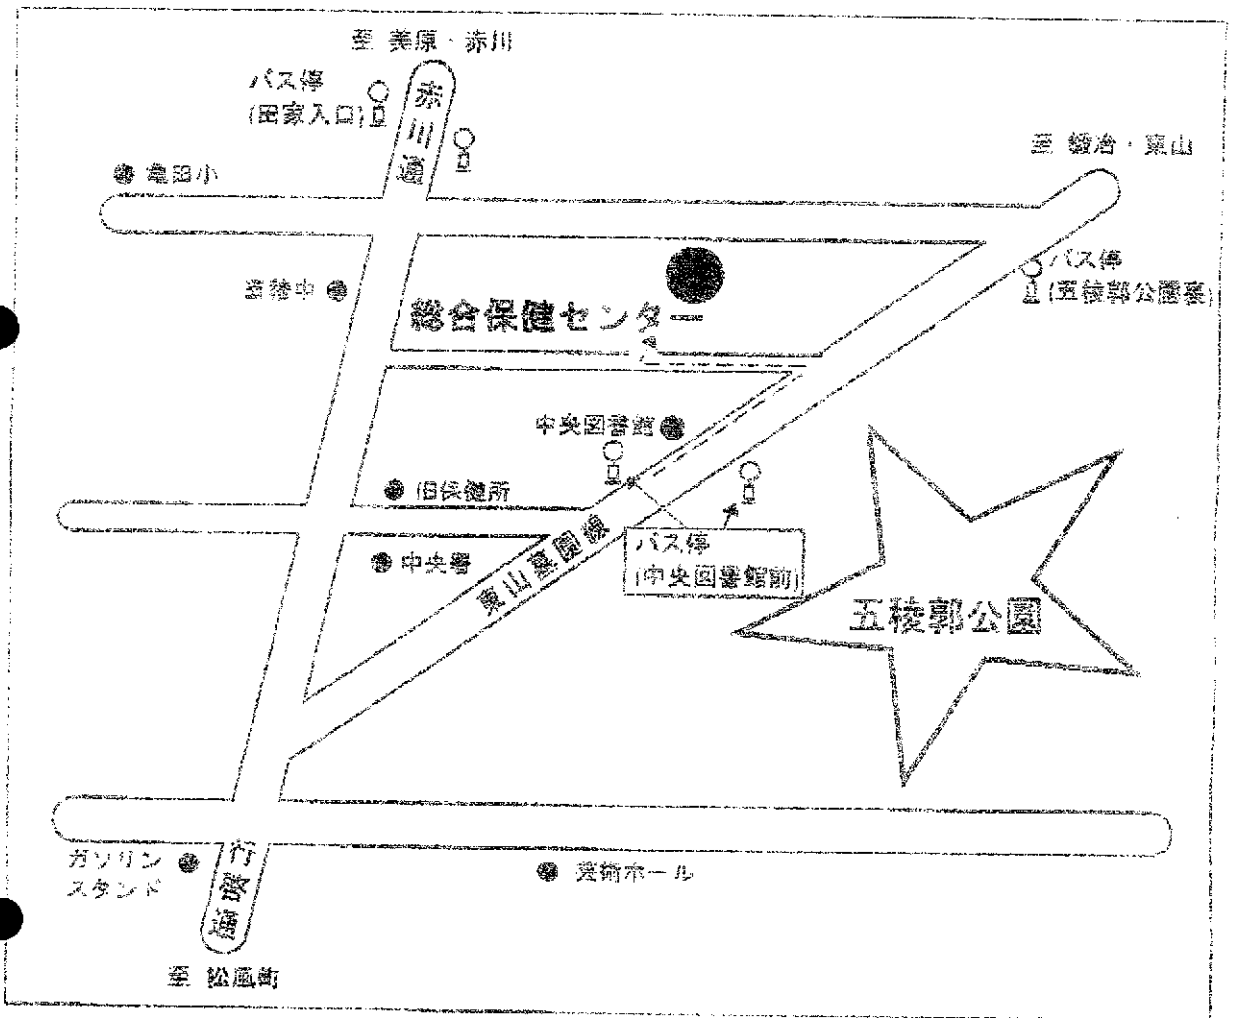 至 美原・赤川
バス停
(田家入口)
赤川通
至 鍛冶・東山
亀田小
バス停
(五稜郭公園裏)
五稜中
総合保健センター
中央図書館
旧保健所
中央署
東山墓園線
バス停
(中央図書館前)
五稜郭公園
ガソリン
スタンド
行啓通
芸術ホール
至 松風町